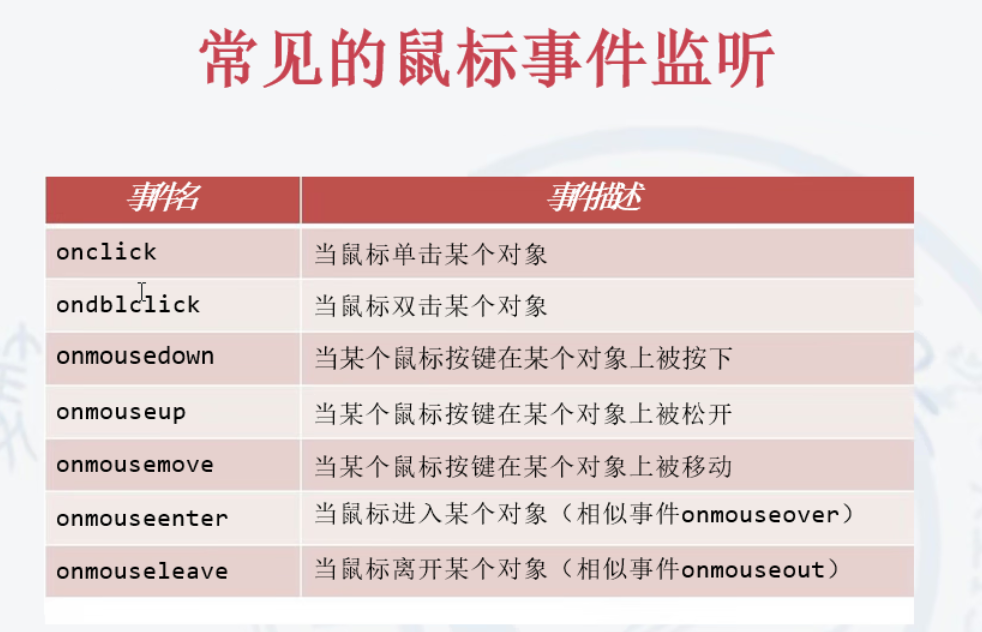 常见的鼠标事件监听
事件名 事件描述
onclick 当鼠标单击某个对象
ondblclick 当鼠标双击某个对象
onmousedown 当某个鼠标按键在某个对象上被按下
onmouseup 当某个鼠标按键在某个对象上被松开
onmousemove 当某个鼠标按键在某个对象上被移动
onmouseenter 当鼠标进入某个对象（相似事件onmouseover）
onmouseleave 当鼠标离开某个对象（相似事件onmouseout）